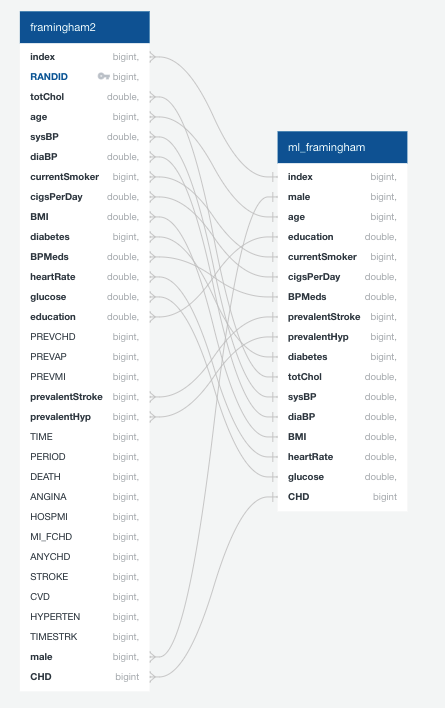 framingham2
index bigint,
RANDID bigint,
totChol double,
age bigint,
sysBP double,
diaBP double,
currentSmoker bigint,
cigsPerDay double,
BMI double,
diabetes bigint,
BPMeds double,
heartRate double,
glucose double,
education double,
PREVCHD bigint,
PREVAP bigint,
PREVMI bigint,
prevalentStroke bigint,
prevalentHyp bigint,
TIME bigint,
PERIOD bigint,
DEATH bigint,
ANGINA bigint,
HOSPMI bigint,
MI_FCHD bigint,
ANYCHD bigint,
STROKE bigint,
CVD bigint,
HYPERTEN bigint,
TIMESTRK bigint,
male bigint,
CHD bigint
ml_framingham
index bigint,
male bigint,
age bigint,
education double,
currentSmoker bigint,
cigsPerDay double,
BPMeds double,
prevalentStroke bigint,
prevalentHyp bigint,
diabetes bigint,
totChol double,
sysBP double,
diaBP double,
BMI double,
heartRate double,
glucose double,
CHD bigint